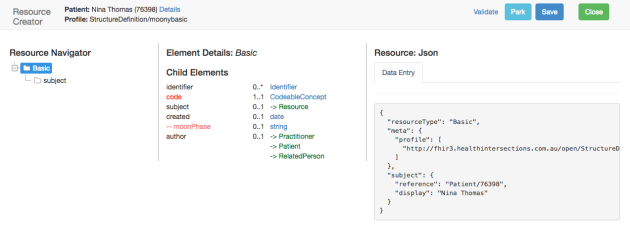 Resource Creator
Patient: Nina Thomas (76398) Details
Profile: StructureDefinition/moonybasic
Validate Park Save Close
Resource Navigator
Basic
subject
Element Details: Basic
Child Elements
identifier 0..* Identifier
code 1..1 CodeableConcept
subject 0..1 -> Resource
created 0..1 date
-- moonPhase 0..1 string
author 0..1 -> Practitioner
-> Patient
-> RelatedPerson
Resource: Json
Data Entry
{
"resourceType": "Basic",
"meta": {
"profile": [
"http://fhir3.healthintersections.com.au/open/StructureD
]
},
"subject": {
"reference": "Patient/76398",
"display": "Nina Thomas"
}
}